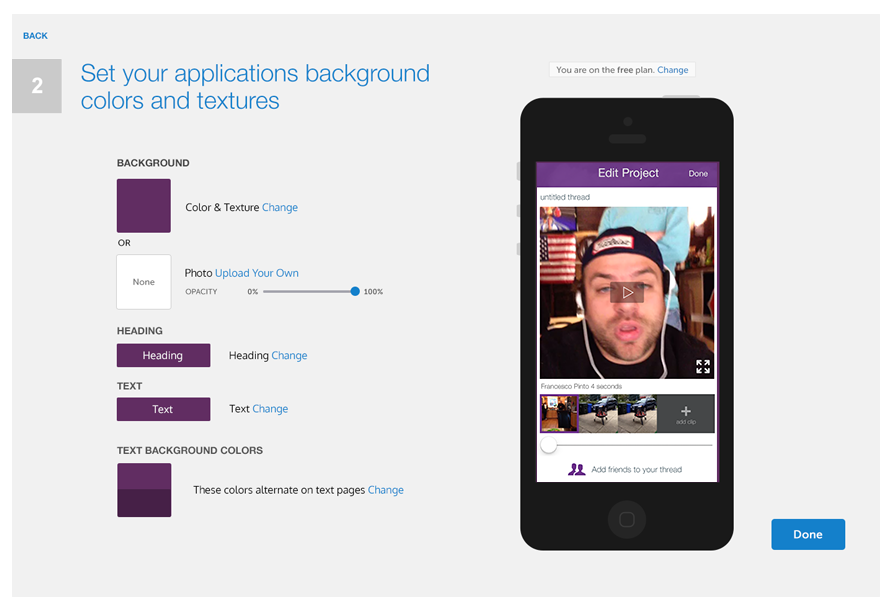 BACK
2
Set your applications background
colors and textures
You are on the free plan. Change
BACKGROUND
Color & Texture Change
OR
None
Photo Upload Your Own
OPACITY 0% 100%
HEADING
Heading
Heading Change
TEXT
Text
Text Change
TEXT BACKGROUND COLORS
These colors alternate on text pages Change
Edit Project Done
untitled thread
Francesco Pinto 4 seconds
add clip
Add friends to your thread
Done